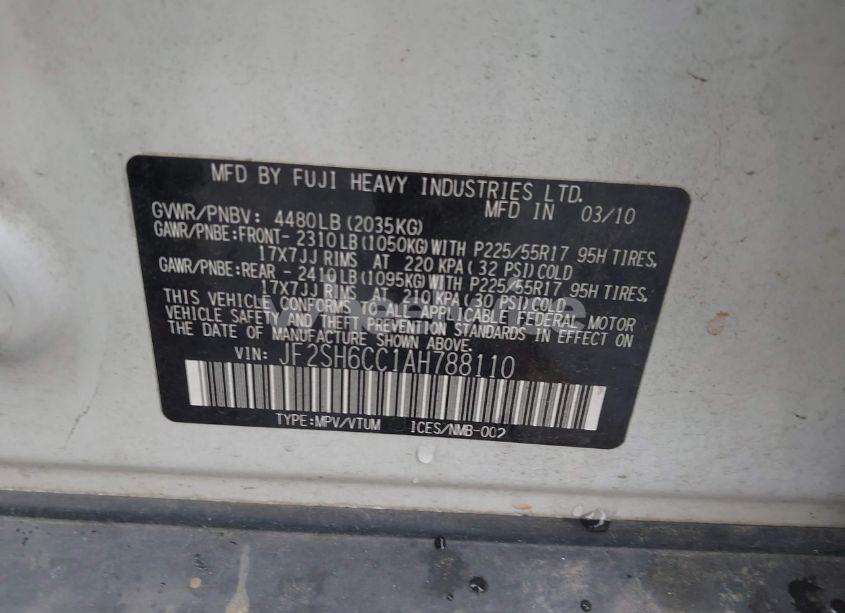 MFD BY FUJI HEAVY INDUSTRIES LTD.
MFD IN 03/10
GVWR/PNBV: 4480LB (2035KG)
GAWR/PNBE:FRONT- 2310LB (1050KG) WITH P225/55R17 95H TIRES,
17X7JJ RIMS AT 220 KPA (32 PSI) COLD
GAWR/PNBE:REAR - 2410LB (1095KG) WITH P225/55R17 95H TIRES,
17X7JJ RIMS AT 210 KPA (30 PSI) COLD
THIS VEHICLE CONFORMS TO ALL APPLICABLE FEDERAL MOTOR
VEHICLE SAFETY AND THEFT PREVENTION STANDARDS IN EFFECT ON
THE DATE OF MANUFACTURE SHOWN ABOVE.
VIN: JF2SH6CC1AH788110
TYPE:MPV/VTUM ICES/NMB-002